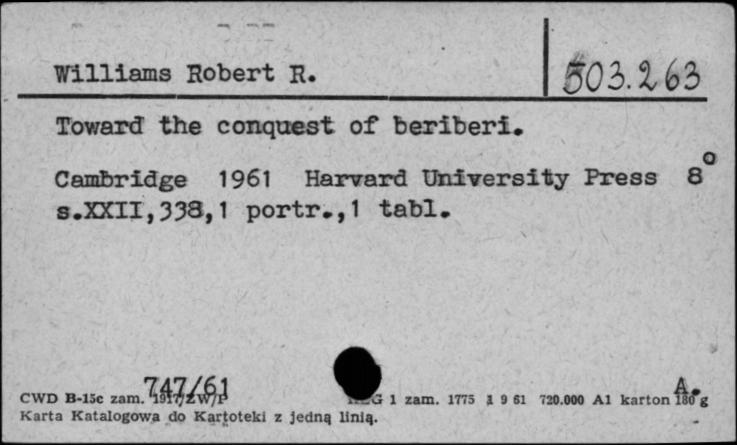 Williams Robert R.
503.263
Toward the conquest of beriberi.
Cambridge 1961 Harvard University Press 8°
s.XXII,338,1 portr.,1 tabl.
747/61
A.
CWD B-15c zam. G 1 zam. 1775 1 9 61 720.000 A1 karton 180 g
Karta Katalogowa do Kartoteki z jedną linią.